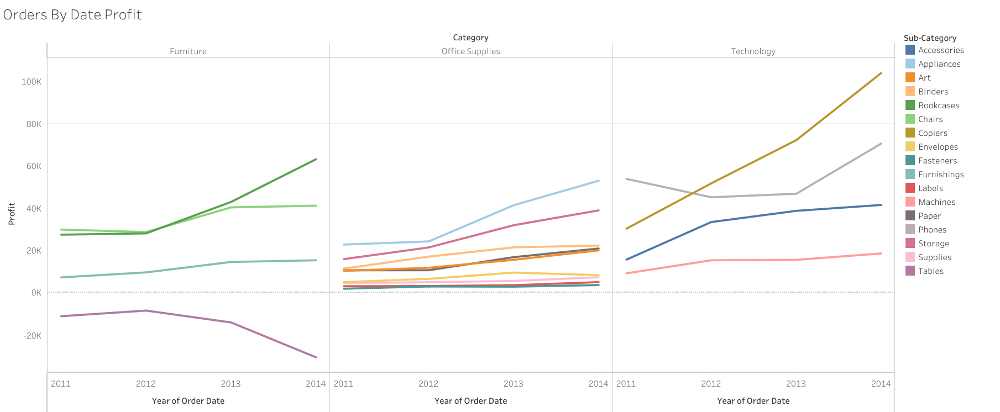 Orders By Date Profit
Category
Furniture Office Supplies Technology
Profit
100K
80K
60K
40K
20K
0K
-20K
2011 2012 2013 2014 2011 2012 2013 2014 2011 2012 2013 2014
Year of Order Date Year of Order Date Year of Order Date
Sub-Category
Accessories
Appliances
Art
Binders
Bookcases
Chairs
Copiers
Envelopes
Fasteners
Furnishings
Labels
Machines
Paper
Phones
Storage
Supplies
Tables